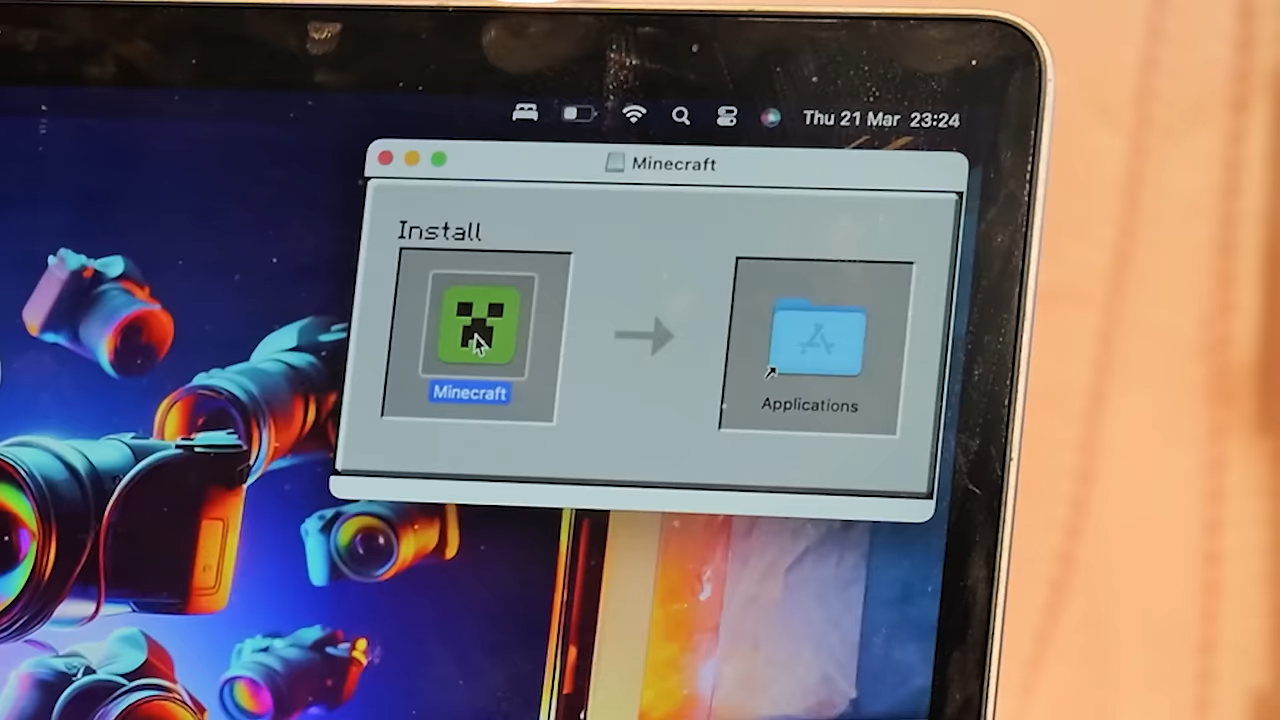 Thu 21 Mar 23:24
Minecraft
Install
Minecraft
Applications